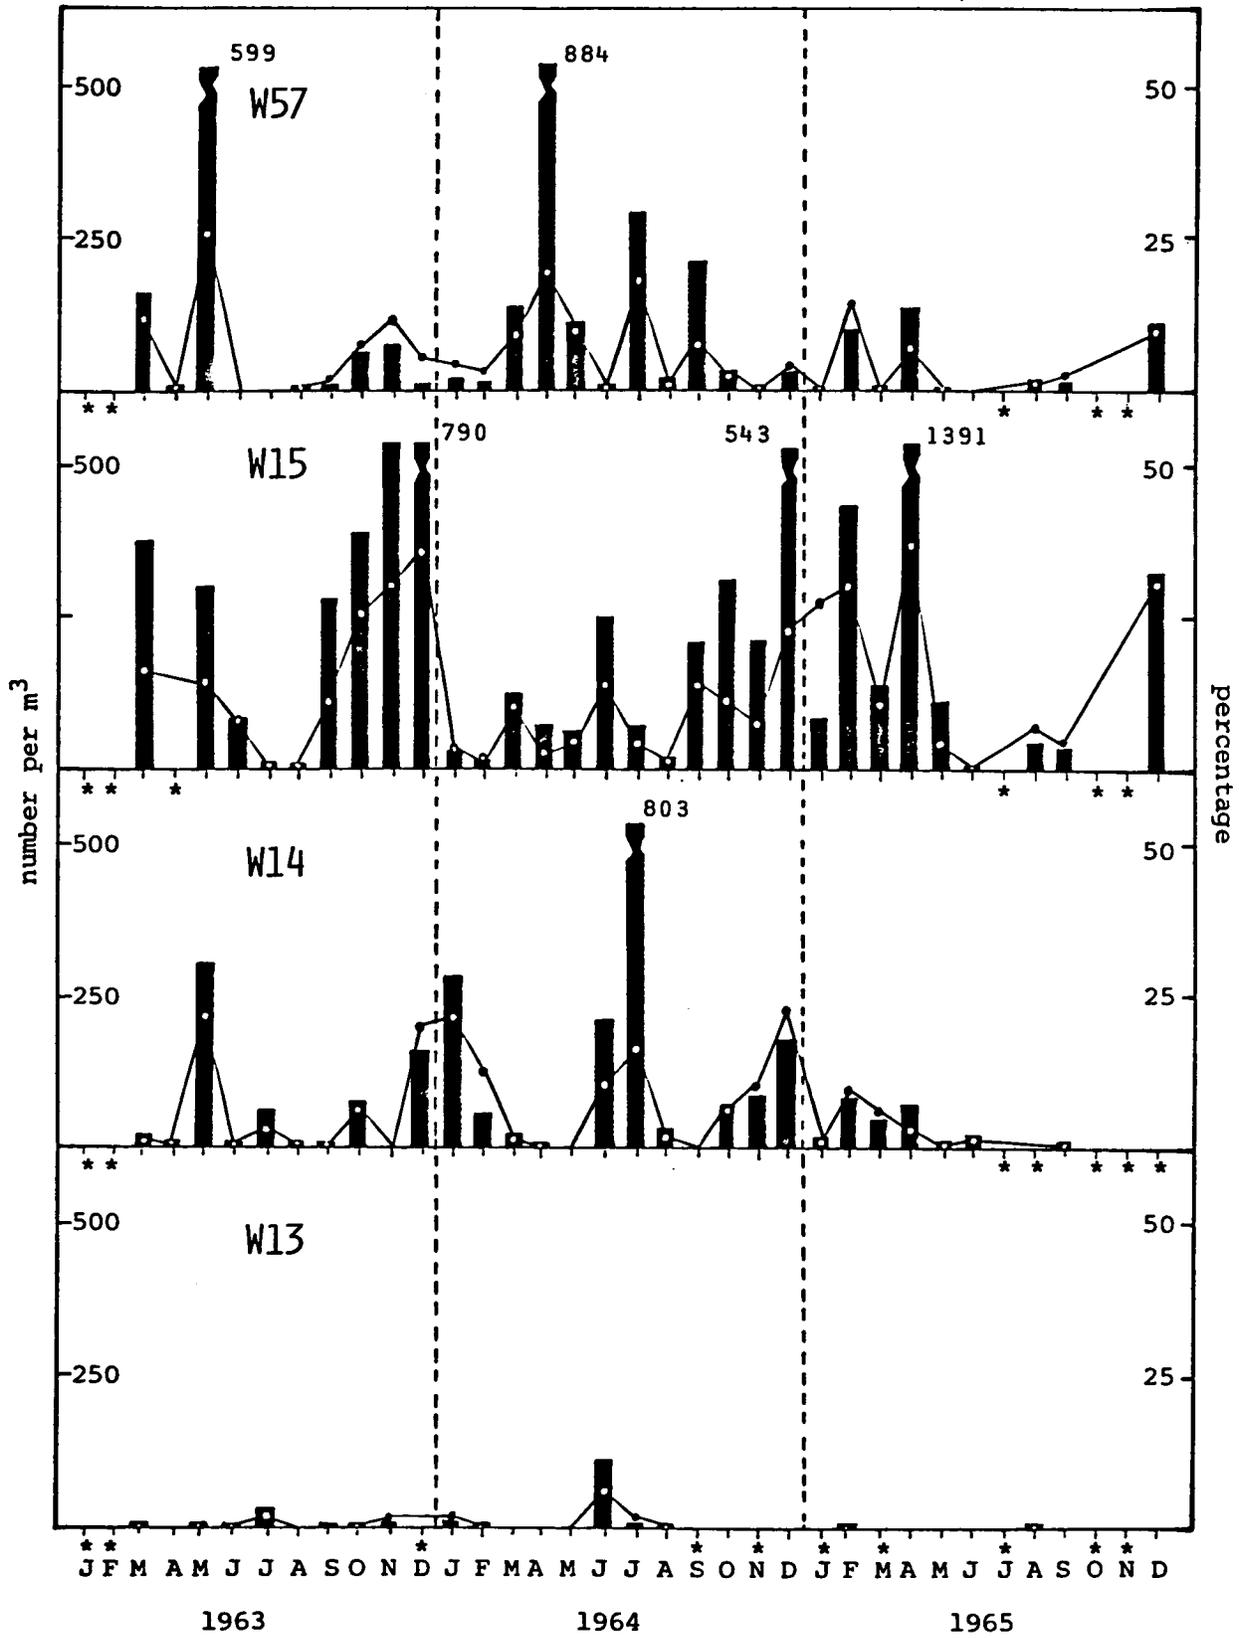 599
884
500
W57
50
250
25
* * * * *
790
543
1391
500
W15
50
* * * * * *
803
500
W14
50
250
25
* * * * * * *
500
W13
50
250
25
* * * * * * * * * *
J F M A M J J A S O N D J F M A M J J A S O N D J F M A M J J A S O N D
1963 1964 1965
number per m³
percentage